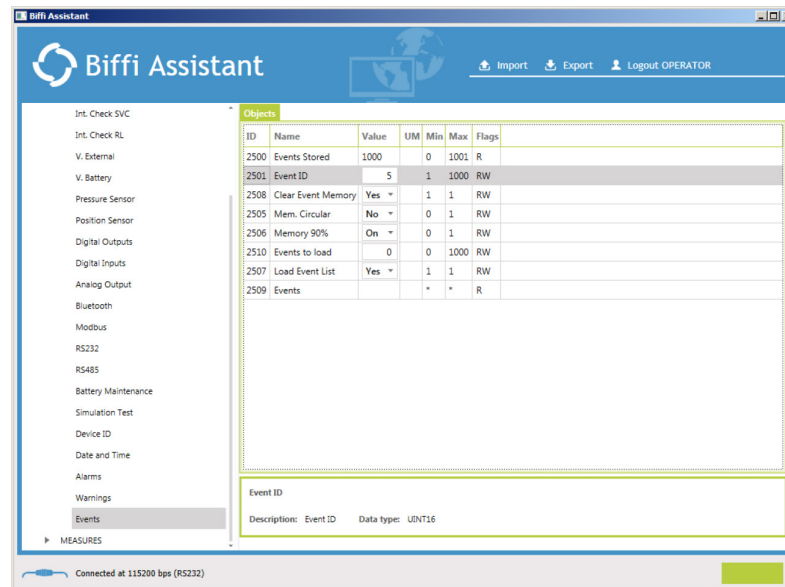 Biffi Assistant
Biffi Assistant
Import Export Logout OPERATOR
Int. Check SVC
Int. Check RL
V. External
V. Battery
Pressure Sensor
Position Sensor
Digital Outputs
Digital Inputs
Analog Output
Bluetooth
Modbus
RS232
RS485
Battery Maintenance
Simulation Test
Device ID
Date and Time
Alarms
Warnings
Events
MEASURES
Objects
ID Name Value UM Min Max Flags
2500 Events Stored 1000 0 1001 R
2501 Event ID 5 1 1000 RW
2508 Clear Event Memory Yes 1 1 RW
2505 Mem. Circular No 0 1 RW
2506 Memory 90% On 0 1 RW
2510 Events to load 0 0 1000 RW
2507 Load Event List Yes 1 1 RW
2509 Events * * R
Event ID
Description: Event ID Data type: UINT16
Connected at 115200 bps (RS232)